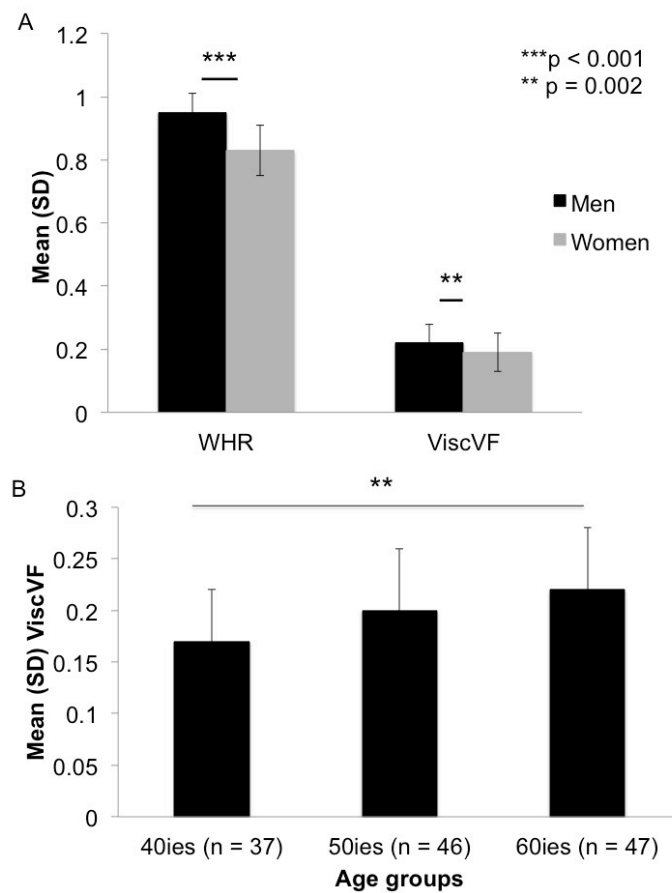 A
1.2
1
0.8
0.6
0.4
0.2
0
Mean (SD)
***
**
***p < 0.001
** p = 0.002
Men
Women
WHR ViscVF
B
**
0.3
0.25
0.2
0.15
0.1
0.05
0
Mean (SD) ViscVF
40ies (n = 37) 50ies (n = 46) 60ies (n = 47)
Age groups